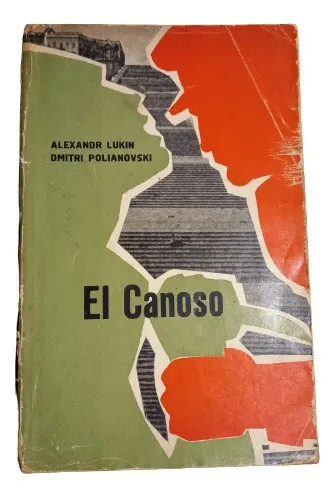 ALEXANDR LUKIN
DMITRI POLIANOVSKI
El Canoso